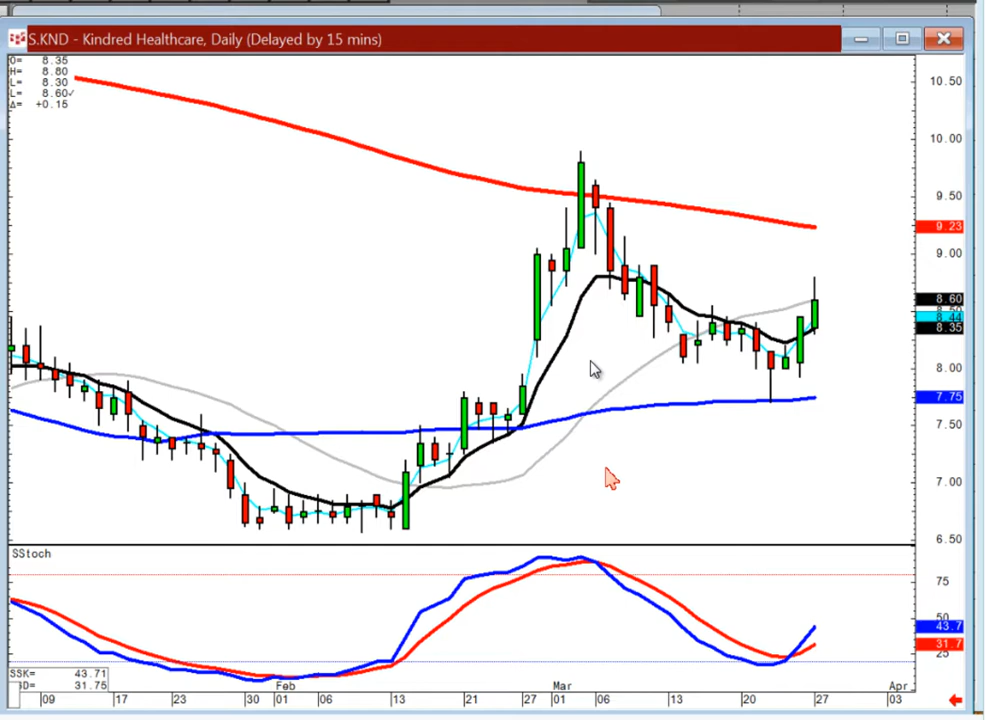 S.KND - Kindred Healthcare, Daily (Delayed by 15 mins)
O= 8.35
H= 8.80
L= 8.30
L= 8.60✓
Δ= +0.15
10.50
10.00
9.50
9.23
9.00
8.60
8.44
8.35
8.00
7.75
7.50
7.00
6.50
SStoch
75
50
43.7
31.7
25
SSK= 43.71
D= 31.75
Feb
Mar
Apr
09
17
23
30
01
06
13
21
27
01
06
13
20
27
03